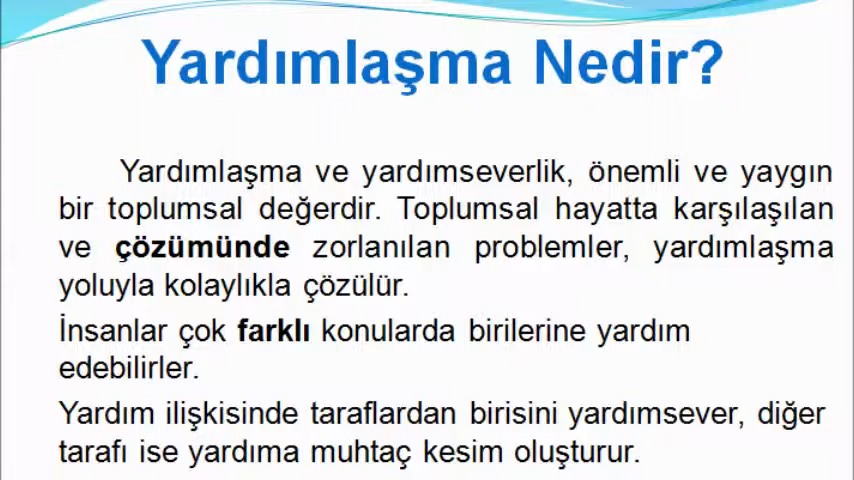 Yardımlaşma Nedir?
Yardımlaşma ve yardımseverlik, önemli ve yaygın
bir toplumsal değerdir. Toplumsal hayatta karşılaşılan
ve çözümünde zorlanılan problemler, yardımlaşma
yoluyla kolaylıkla çözülür.
İnsanlar çok farklı konularda birilerine yardım
edebilirler.
Yardım ilişkisinde taraflardan birisini yardımsever, diğer
tarafı ise yardıma muhtaç kesim oluşturur.